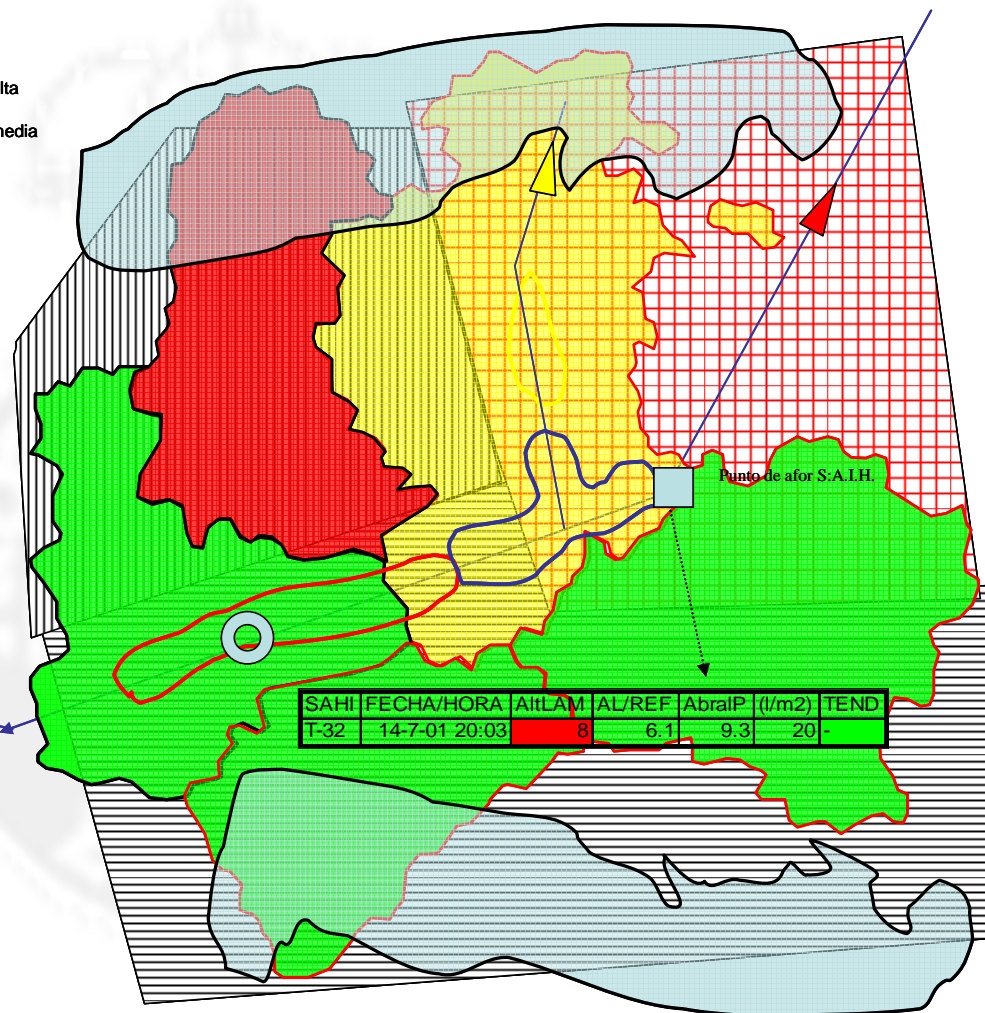 lta
nedia
Punto de afor S:A.I.H.
SAHI FECHA/HORA AltLAM AL/REF AbralP (l/m2) TEND
T-32 14-7-01 20:03 8 6.1 9.3 20 -